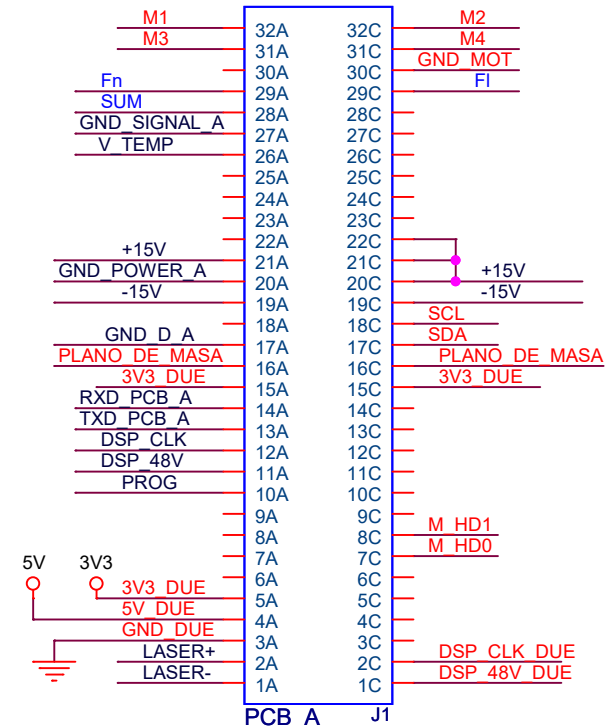 M1 32A 32C M2
M3 31A 31C M4
30A 30C GND_MOT
Fn 29A 29C FI
SUM 28A 28C
GND_SIGNAL_A 27A 27C
V_TEMP 26A 26C
25A 25C
24A 24C
23A 23C
22A 22C
+15V 21A 21C
GND_POWER_A 20A 20C +15V
-15V 19A 19C -15V
18A 18C SCL
GND_D_A 17A 17C SDA
PLANO_DE_MASA 16A 16C PLANO_DE_MASA
3V3_DUE 15A 15C 3V3_DUE
RXD_PCB_A 14A 14C
TXD_PCB_A 13A 13C
DSP_CLK 12A 12C
DSP_48V 11A 11C
PROG 10A 10C
9A 9C
8A 8C M_HD1
7A 7C M_HD0
5V 3V3 6A 6C
3V3_DUE 5A 5C
5V_DUE 4A 4C
GND_DUE 3A 3C
LASER+ 2A 2C DSP_CLK_DUE
LASER- 1A 1C DSP_48V_DUE
PCB_A J1